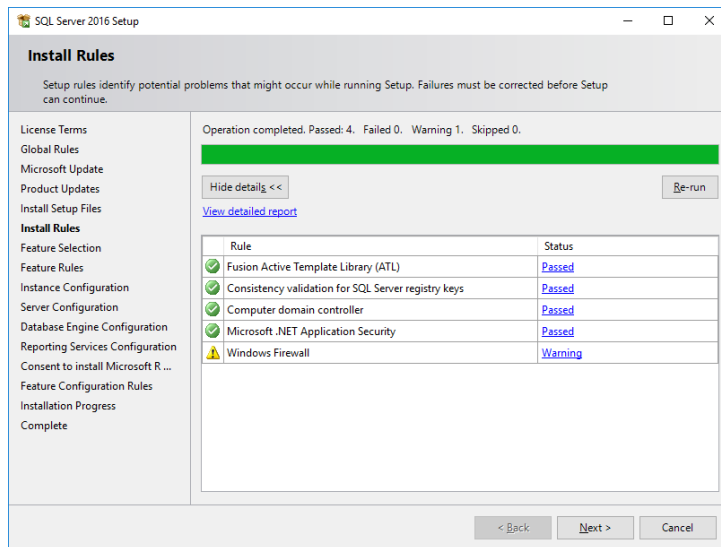 SQL Server 2016 Setup
Install Rules
Setup rules identify potential problems that might occur while running Setup. Failures must be corrected before Setup
can continue.
License Terms
Global Rules
Microsoft Update
Product Updates
Install Setup Files
Install Rules
Feature Selection
Feature Rules
Instance Configuration
Server Configuration
Database Engine Configuration
Reporting Services Configuration
Consent to install Microsoft R ...
Feature Configuration Rules
Installation Progress
Complete
Operation completed. Passed: 4. Failed 0. Warning 1. Skipped 0.
Hide details << Re-run
View detailed report
Rule Status
Fusion Active Template Library (ATL) Passed
Consistency validation for SQL Server registry keys Passed
Computer domain controller Passed
Microsoft .NET Application Security Passed
Windows Firewall Warning
< Back Next > Cancel